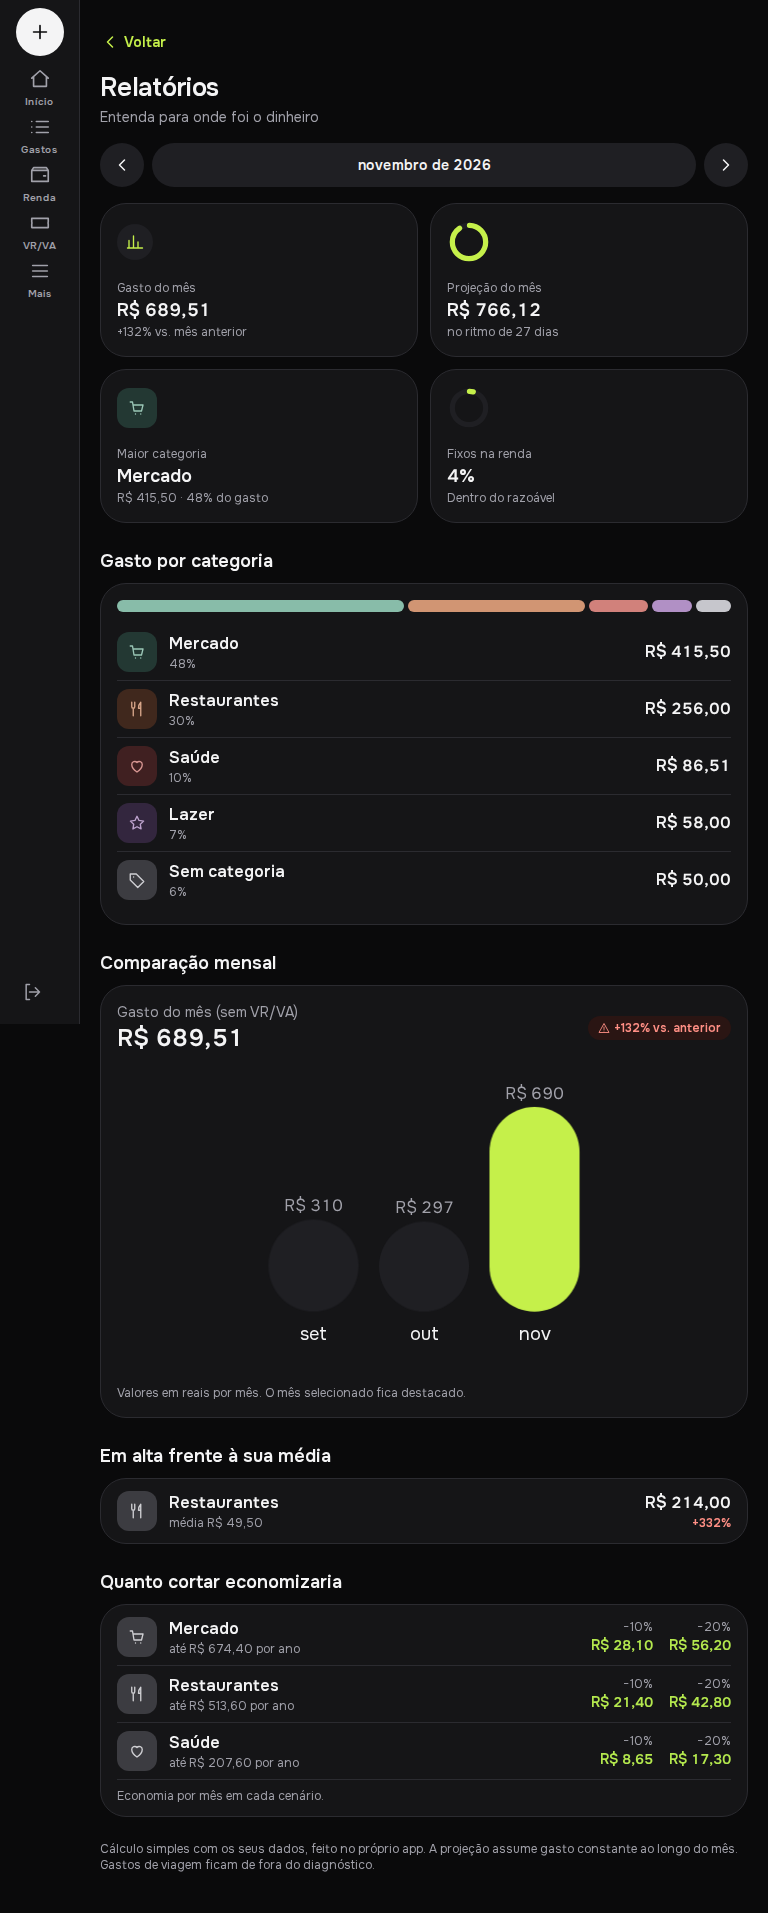 Voltar
Relatórios
Entenda para onde foi o dinheiro
novembro de 2026
Início
Gastos
Renda
VR/VA
Mais
Gasto do mês
R$ 689,51
+132% vs. mês anterior
Projeção do mês
R$ 766,12
no ritmo de 27 dias
Maior categoria
Mercado
R$ 415,50 · 48% do gasto
Fixos na renda
4%
Dentro do razoável
Gasto por categoria
Mercado
48%
R$ 415,50
Restaurantes
30%
R$ 256,00
Saúde
10%
R$ 86,51
Lazer
7%
R$ 58,00
Sem categoria
6%
R$ 50,00
Comparação mensal
Gasto do mês (sem VR/VA)
R$ 689,51
+132% vs. anterior
R$ 310
R$ 297
R$ 690
set
out
nov
Valores em reais por mês. O mês selecionado fica destacado.
Em alta frente à sua média
Restaurantes
média R$ 49,50
R$ 214,00
+332%
Quanto cortar economizaria
Mercado
até R$ 674,40 por ano
-10%
R$ 28,10
-20%
R$ 56,20
Restaurantes
até R$ 513,60 por ano
-10%
R$ 21,40
-20%
R$ 42,80
Saúde
até R$ 207,60 por ano
-10%
R$ 8,65
-20%
R$ 17,30
Economia por mês em cada cenário.
Cálculo simples com os seus dados, feito no próprio app. A projeção assume gasto constante ao longo do mês.
Gastos de viagem ficam de fora do diagnóstico.